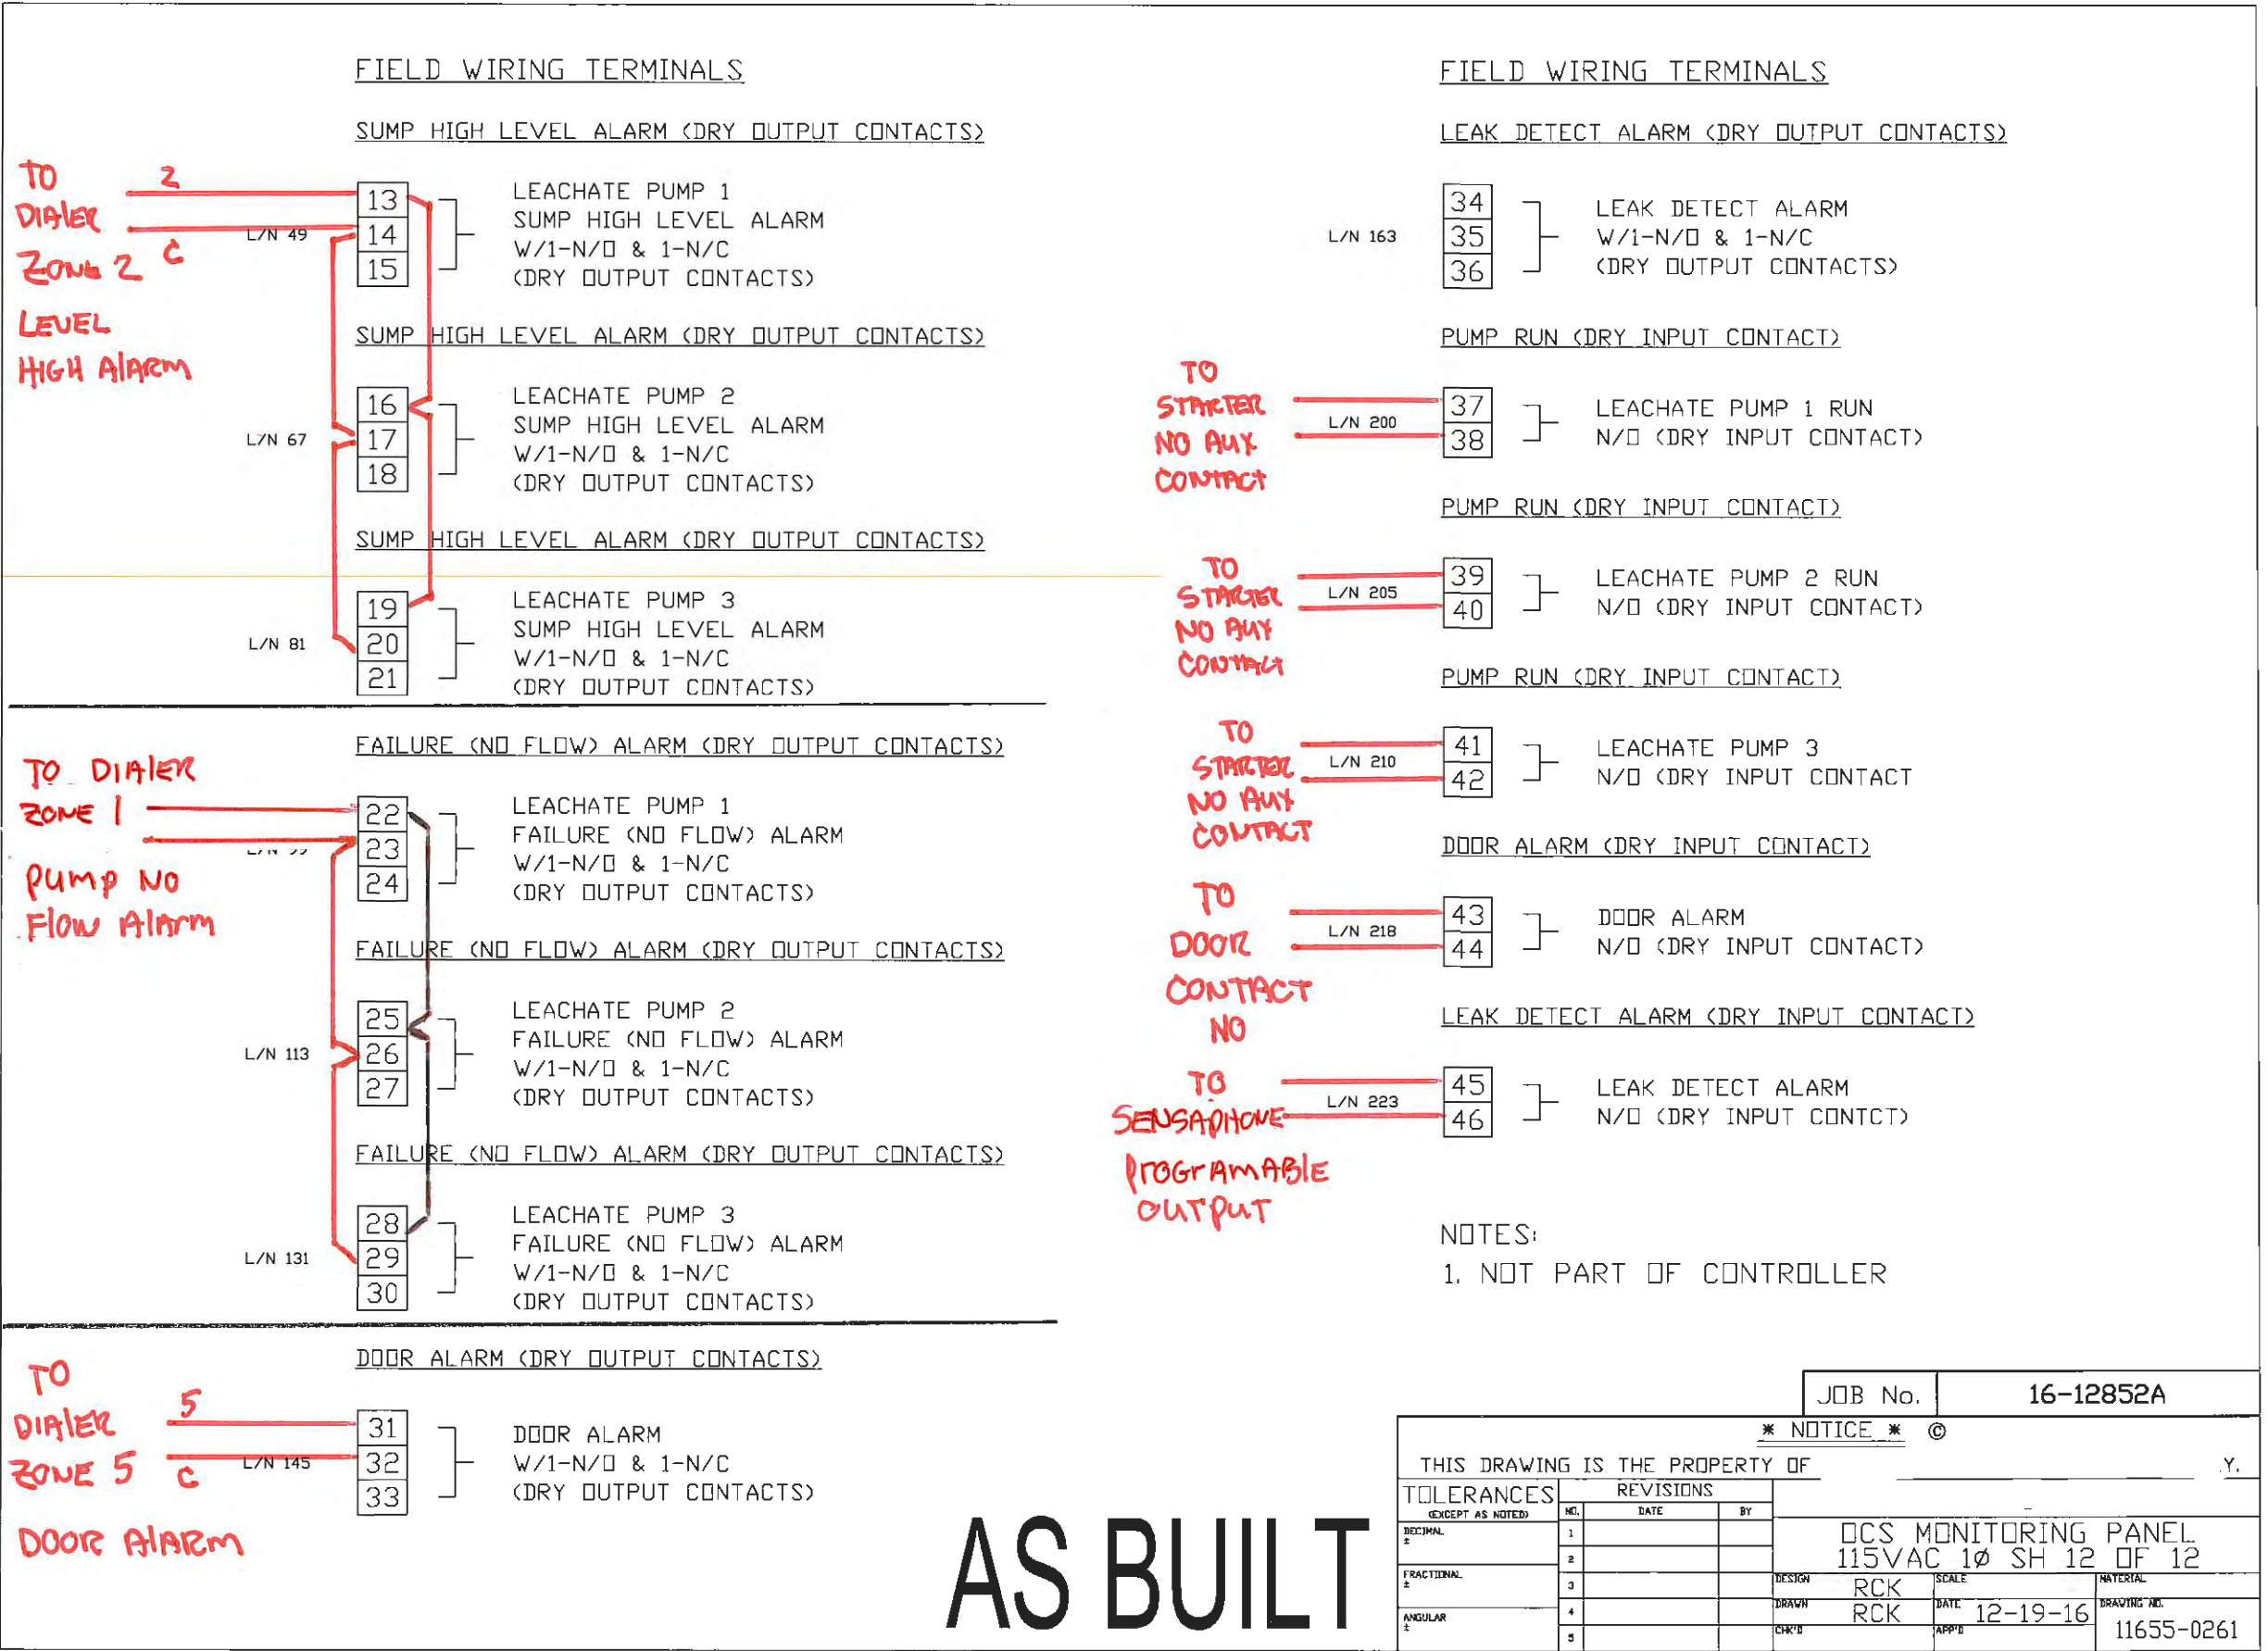 FIELD WIRING TERMINALS
SUMP HIGH LEVEL ALARM (DRY OUTPUT CONTACTS)
TO
DIAlER
ZONE 2
LEVEL
HIGH AlARM
2
C
L/N 49
13
14
15
LEACHATE PUMP 1
SUMP HIGH LEVEL ALARM
W/1-N/O & 1-N/C
(DRY OUTPUT CONTACTS)
SUMP HIGH LEVEL ALARM (DRY OUTPUT CONTACTS)
L/N 67
16
17
18
LEACHATE PUMP 2
SUMP HIGH LEVEL ALARM
W/1-N/O & 1-N/C
(DRY OUTPUT CONTACTS)
SUMP HIGH LEVEL ALARM (DRY OUTPUT CONTACTS)
L/N 81
19
20
21
LEACHATE PUMP 3
SUMP HIGH LEVEL ALARM
W/1-N/O & 1-N/C
(DRY OUTPUT CONTACTS)
FAILURE (NO FLOW) ALARM (DRY OUTPUT CONTACTS)
TO DIAlER
ZONE 1
PUMP NO
Flow AlArm
22
23
24
LEACHATE PUMP 1
FAILURE (NO FLOW) ALARM
W/1-N/O & 1-N/C
(DRY OUTPUT CONTACTS)
FAILURE (NO FLOW) ALARM (DRY OUTPUT CONTACTS)
L/N 113
25
26
27
LEACHATE PUMP 2
FAILURE (NO FLOW) ALARM
W/1-N/O & 1-N/C
(DRY OUTPUT CONTACTS)
FAILURE (NO FLOW) ALARM (DRY OUTPUT CONTACTS)
L/N 131
28
29
30
LEACHATE PUMP 3
FAILURE (NO FLOW) ALARM
W/1-N/O & 1-N/C
(DRY OUTPUT CONTACTS)
DOOR ALARM (DRY OUTPUT CONTACTS)
TO
DIAlER
ZONE 5
DOOR AlARM
5
C
L/N 145
31
32
33
DOOR ALARM
W/1-N/O & 1-N/C
(DRY OUTPUT CONTACTS)
FIELD WIRING TERMINALS
LEAK DETECT ALARM (DRY OUTPUT CONTACTS)
L/N 163
34
35
36
LEAK DETECT ALARM
W/1-N/O & 1-N/C
(DRY OUTPUT CONTACTS)
PUMP RUN (DRY INPUT CONTACT)
TO
STARTER
NO AUX
CONTACT
L/N 200
37
38
LEACHATE PUMP 1 RUN
N/O (DRY INPUT CONTACT)
PUMP RUN (DRY INPUT CONTACT)
TO
STARTER
NO AUX
CONTACT
L/N 205
39
40
LEACHATE PUMP 2 RUN
N/O (DRY INPUT CONTACT)
PUMP RUN (DRY INPUT CONTACT)
TO
STARTER
NO AUX
CONTACT
L/N 210
41
42
LEACHATE PUMP 3
N/O (DRY INPUT CONTACT
DOOR ALARM (DRY INPUT CONTACT)
TO
DOOR
CONTACT
NO
L/N 218
43
44
DOOR ALARM
N/O (DRY INPUT CONTACT)
LEAK DETECT ALARM (DRY INPUT CONTACT)
TO
SENSAPHONE
PrOGrAMABlE
OUTPUT
L/N 223
45
46
LEAK DETECT ALARM
N/O (DRY INPUT CONTCT)
NOTES:
1. NOT PART OF CONTROLLER
AS BUILT
JOB No. 16-12852A
* NOTICE * ©
THIS DRAWING IS THE PROPERTY OF Y.
TOLERANCES
(EXCEPT AS NOTED)
DECIMAL
±
FRACTIONAL
±
ANGULAR
±
REVISIONS
NO. DATE BY
1
2
3
4
5
OCS MONITORING PANEL
115VAC 1Ø SH 12 OF 12
DESIGN RCK SCALE MATERIAL
DRAWN RCK DATE 12-19-16 DRAWING NO.
CHK'D APP'D 11655-0261